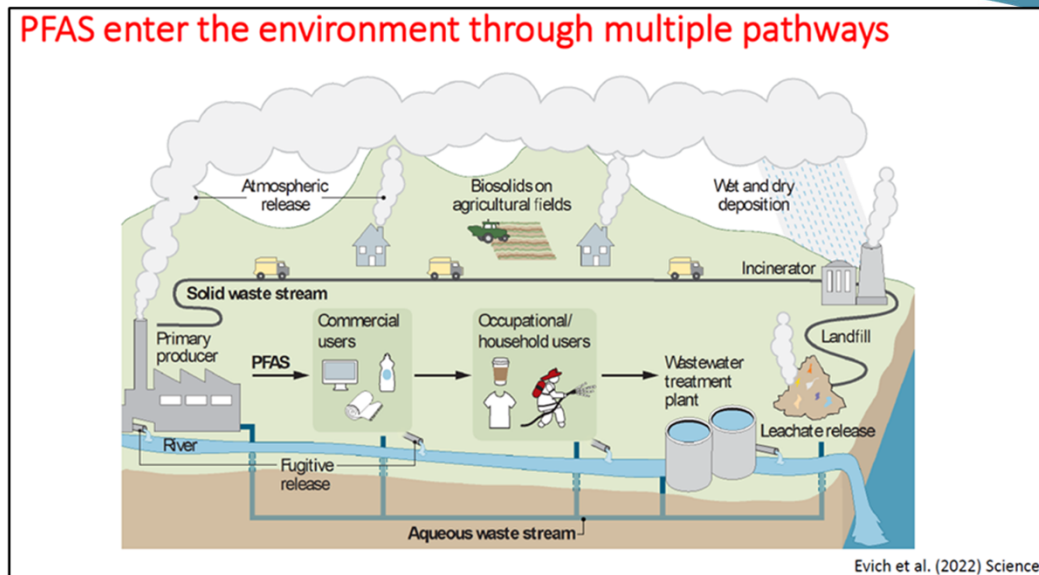 PFAS enter the environment through multiple pathways
Atmospheric
release
Biosolids on
agricultural fields
Wet and dry
deposition
Incinerator
Solid waste stream
Primary
producer
PFAS
Commercial
users
Occupational/
household users
Wastewater
treatment
plant
Landfill
Leachate release
River
Fugitive
release
Aqueous waste stream
Evich et al. (2022) Science